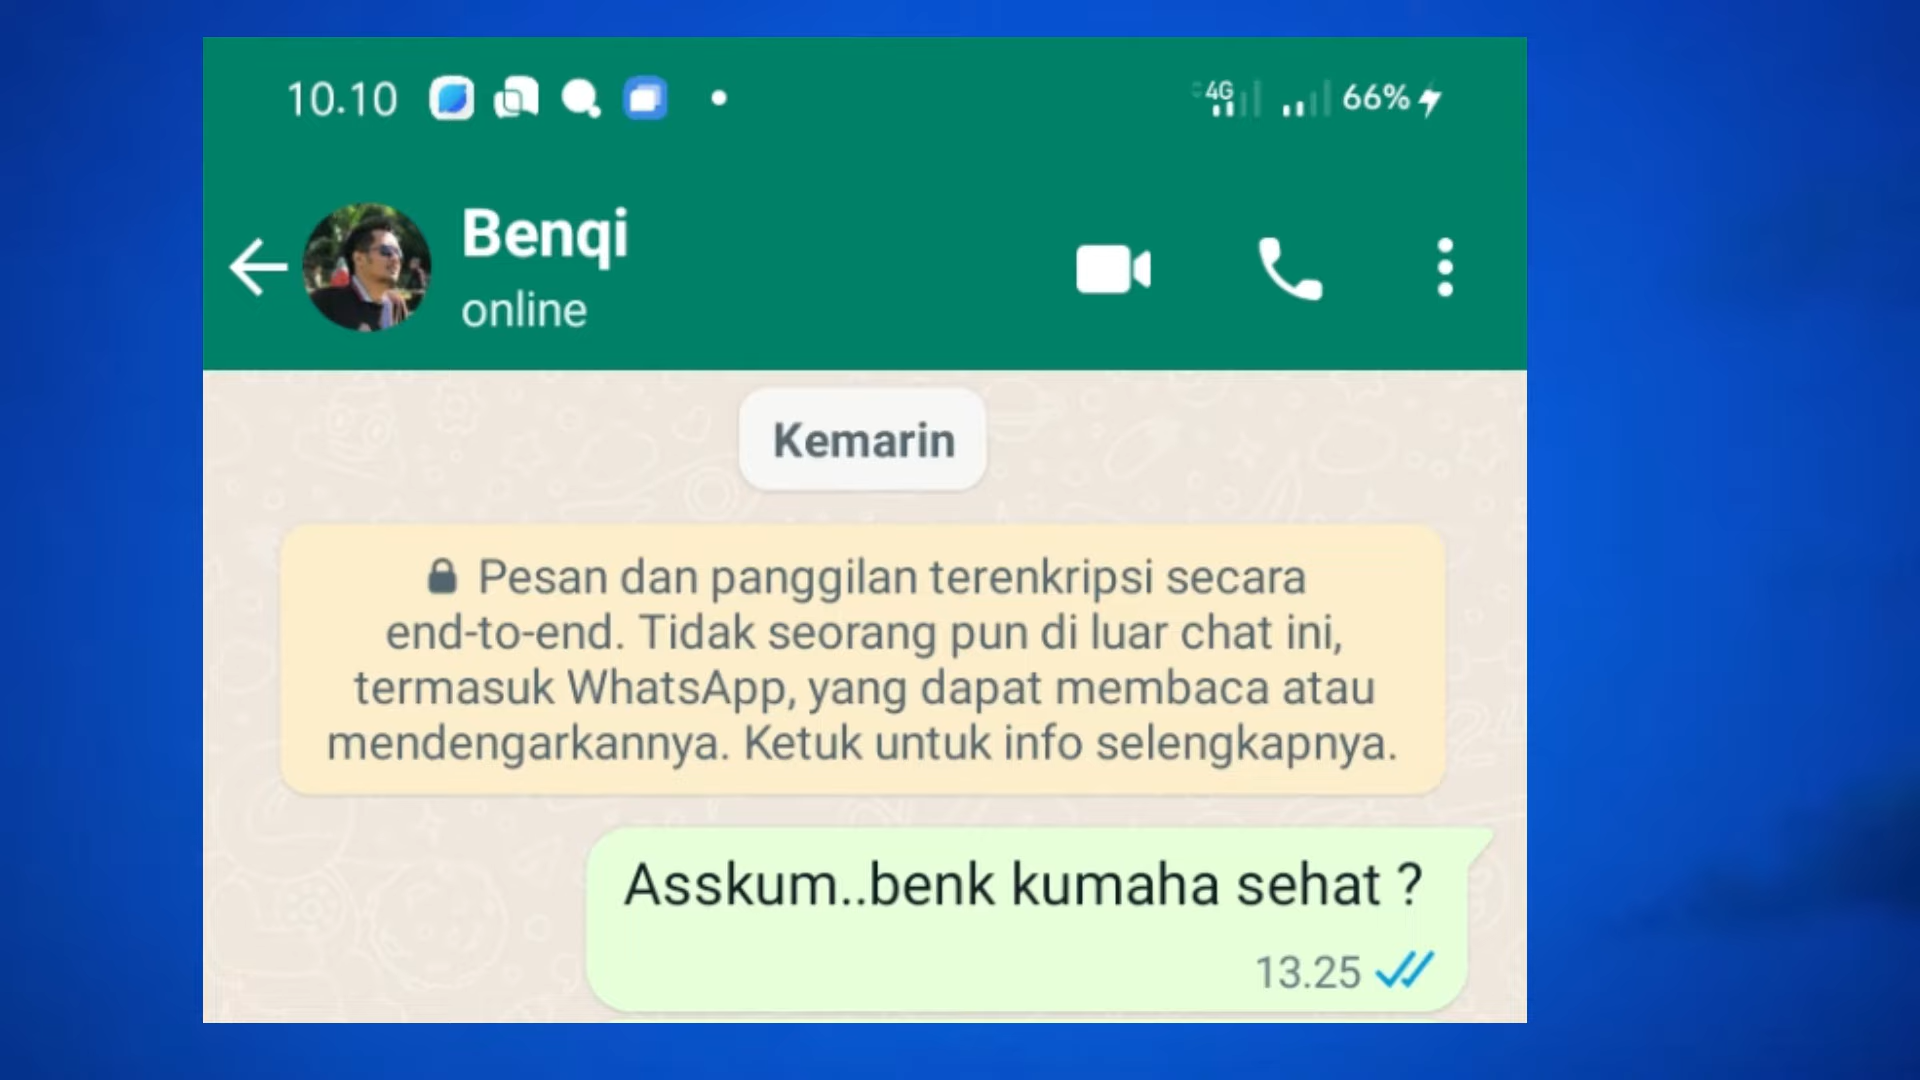 10.10
4G 66%
Benqi
online
Kemarin
Pesan dan panggilan terenkripsi secara
end-to-end. Tidak seorang pun di luar chat ini,
termasuk WhatsApp, yang dapat membaca atau
mendengarkannya. Ketuk untuk info selengkapnya.
Asskum..benk kumaha sehat ?
13.25